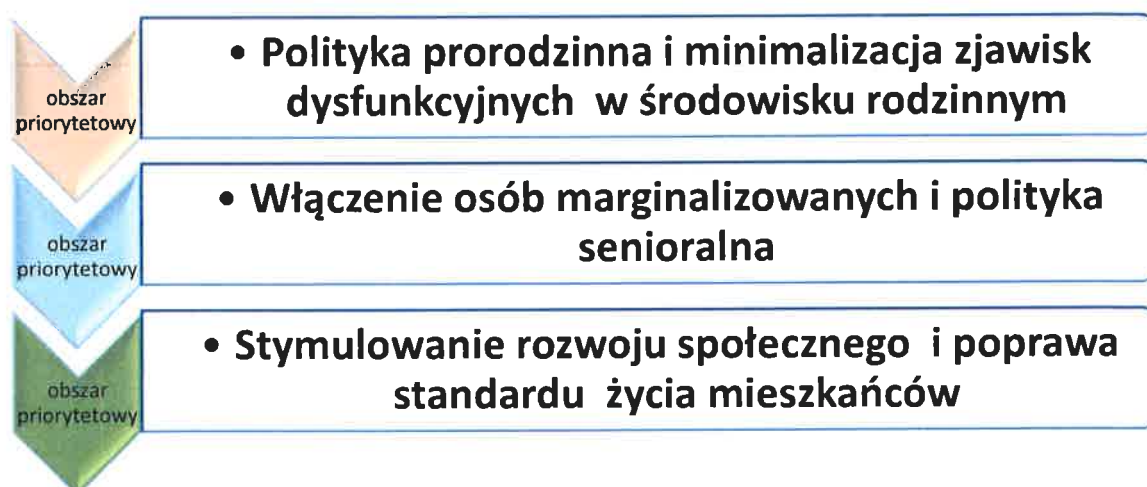 obszar
priorytetowy
• Polityka prorodzinna i minimalizacja zjawisk
dysfunkcyjnych w środowisku rodzinnym
obszar
priorytetowy
• Włączenie osób marginalizowanych i polityka
senioralna
obszar
priorytetowy
• Stymulowanie rozwoju społecznego i poprawa
standardu życia mieszkańców